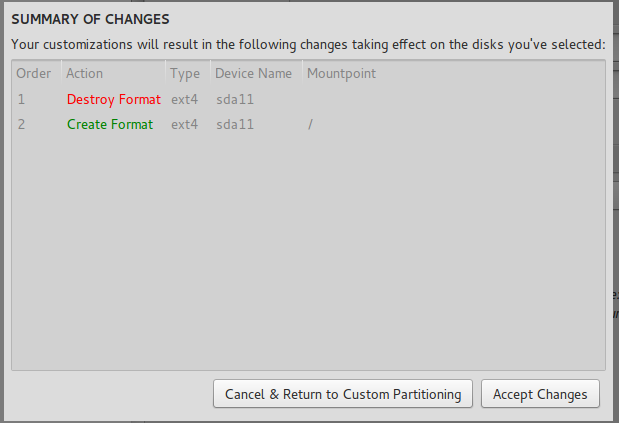 SUMMARY OF CHANGES
Your customizations will result in the following changes taking effect on the disks you've selected:
Order Action Type Device Name Mountpoint
1 Destroy Format ext4 sda11
2 Create Format ext4 sda11 /
Cancel & Return to Custom Partitioning Accept Changes